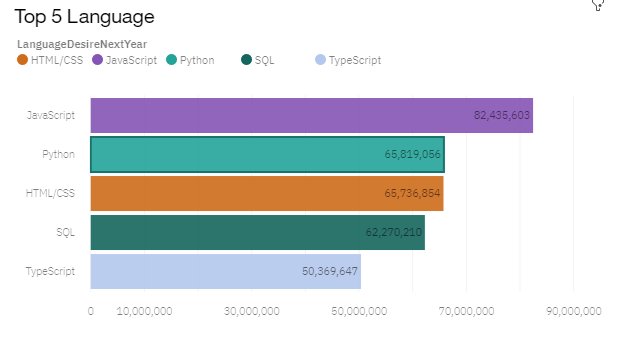 Top 5 Language
LanguageDesireNextYear
HTML/CSS JavaScript Python SQL TypeScript
JavaScript 82,435,603
Python 65,819,056
HTML/CSS 65,736,854
SQL 62,270,210
TypeScript 50,369,647
0 10,000,000 30,000,000 50,000,000 70,000,000 90,000,000